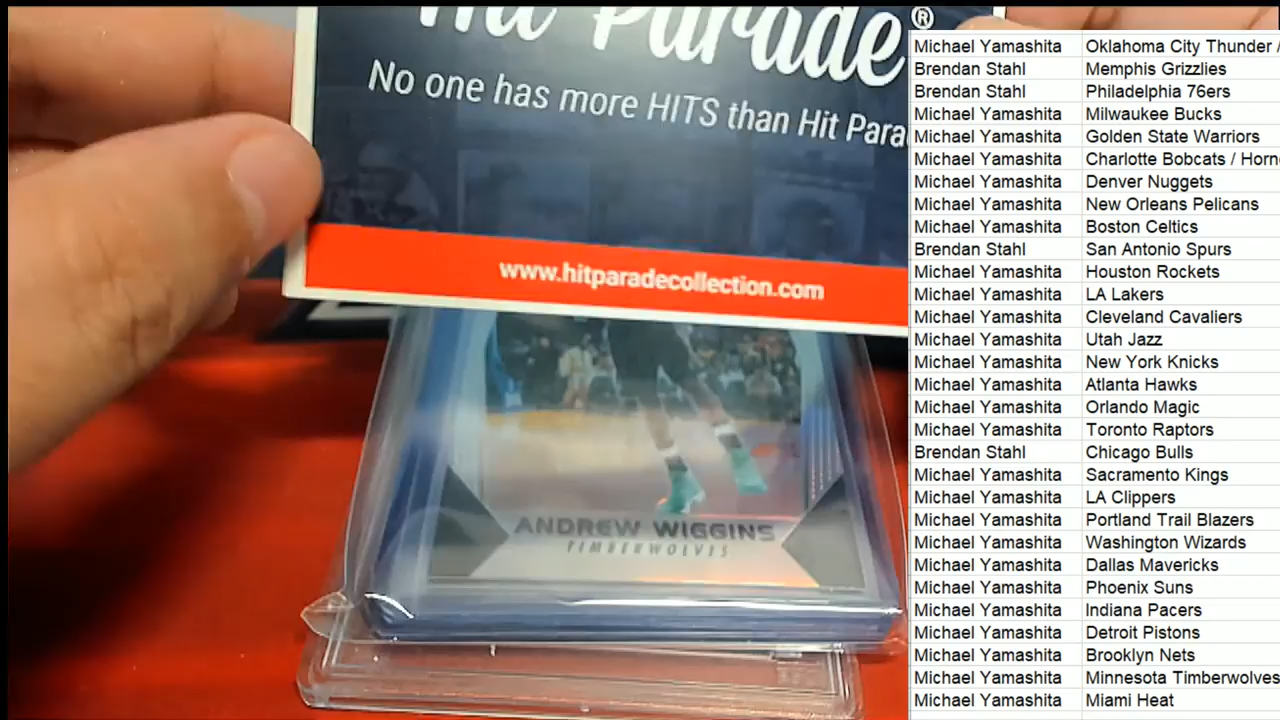 Hit Parade®
No one has more HITS than Hit Para
www.hitparadecollection.com
ANDREW WIGGINS
TIMBERWOLVES
Michael Yamashita Oklahoma City Thunder /
Brendan Stahl Memphis Grizzlies
Brendan Stahl Philadelphia 76ers
Michael Yamashita Milwaukee Bucks
Michael Yamashita Golden State Warriors
Michael Yamashita Charlotte Bobcats / Horn
Michael Yamashita Denver Nuggets
Michael Yamashita New Orleans Pelicans
Michael Yamashita Boston Celtics
Brendan Stahl San Antonio Spurs
Michael Yamashita Houston Rockets
Michael Yamashita LA Lakers
Michael Yamashita Cleveland Cavaliers
Michael Yamashita Utah Jazz
Michael Yamashita New York Knicks
Michael Yamashita Atlanta Hawks
Michael Yamashita Orlando Magic
Michael Yamashita Toronto Raptors
Brendan Stahl Chicago Bulls
Michael Yamashita Sacramento Kings
Michael Yamashita LA Clippers
Michael Yamashita Portland Trail Blazers
Michael Yamashita Washington Wizards
Michael Yamashita Dallas Mavericks
Michael Yamashita Phoenix Suns
Michael Yamashita Indiana Pacers
Michael Yamashita Detroit Pistons
Michael Yamashita Brooklyn Nets
Michael Yamashita Minnesota Timberwolves
Michael Yamashita Miami Heat